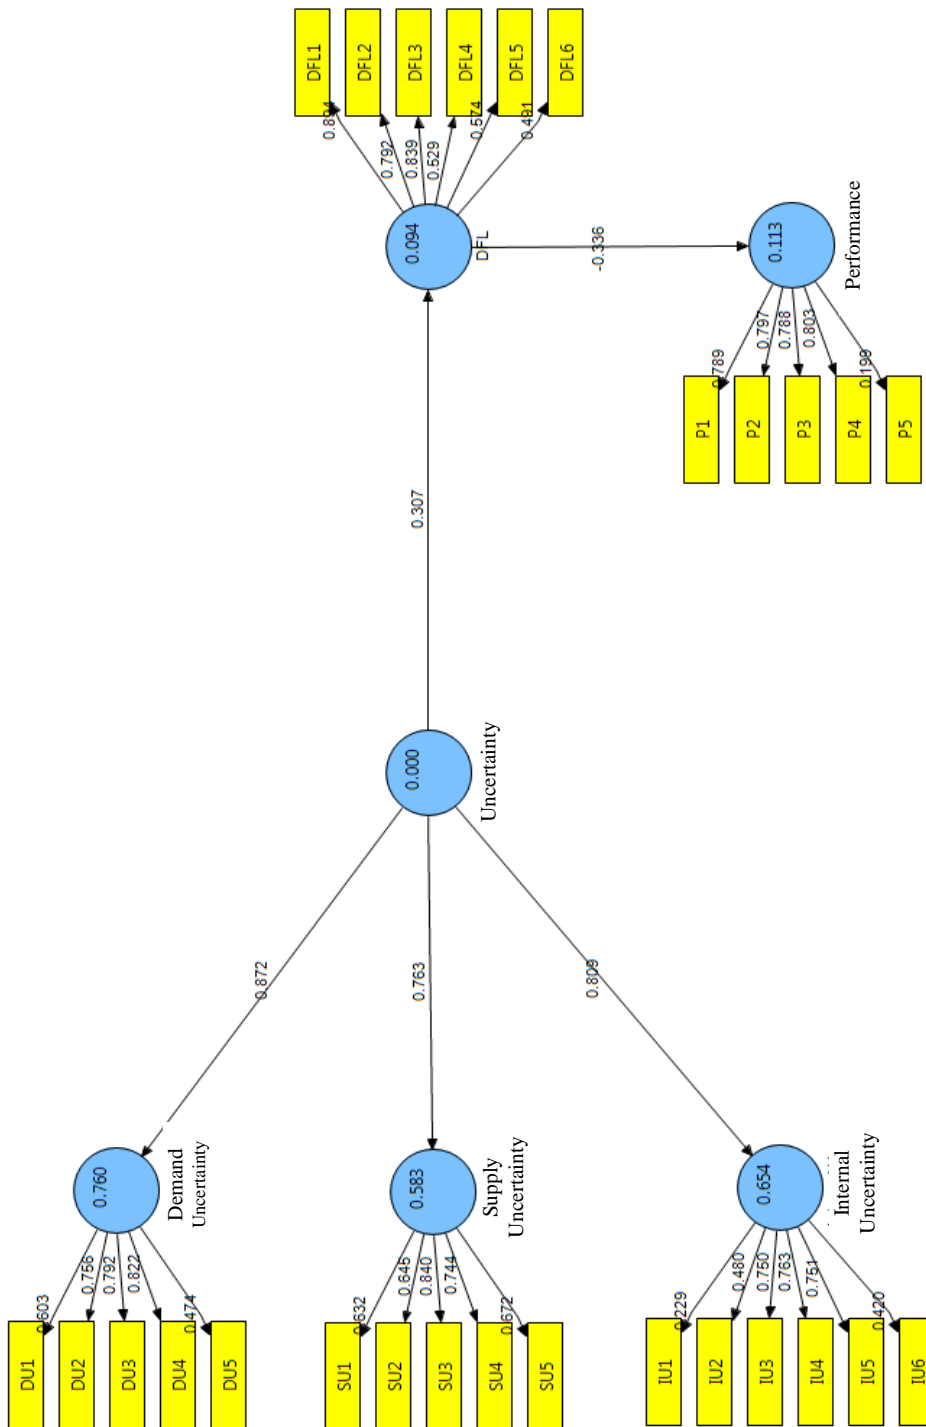 DFL1
DFL2
DFL3
DFL4
DFL5
DFL6
0.894
0.792
0.839
0.529
0.574
0.491
0.094
DFL
-0.336
0.113
Performance
0.789
0.797
0.788
0.803
0.199
P1
P2
P3
P4
P5
0.307
0.000
Uncertainty
0.872
0.763
0.809
0.760
Demand
Uncertainty
0.603
0.756
0.792
0.822
0.474
DU1
DU2
DU3
DU4
DU5
0.583
Supply
Uncertainty
0.632
0.645
0.840
0.744
0.672
SU1
SU2
SU3
SU4
SU5
0.654
Internal
Uncertainty
0.229
0.480
0.750
0.763
0.751
0.420
IU1
IU2
IU3
IU4
IU5
IU6